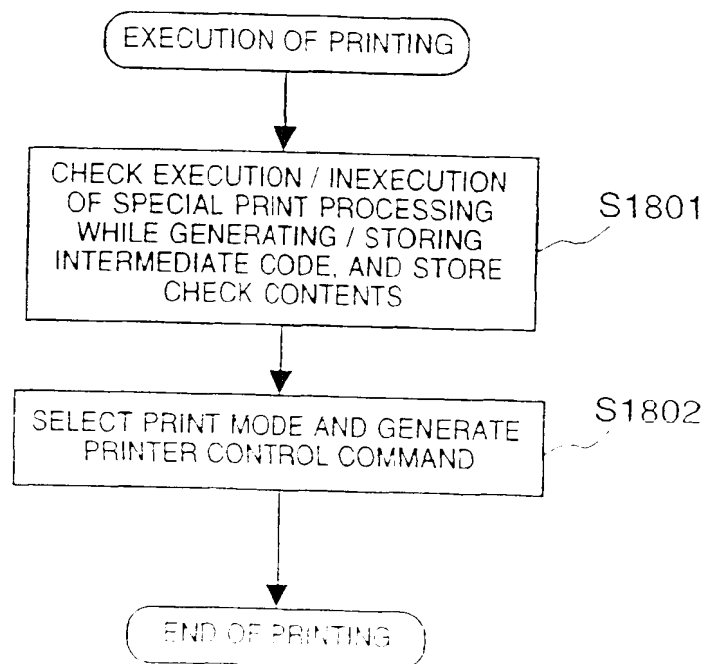 EXECUTION OF PRINTING
CHECK EXECUTION / INEXECUTION
OF SPECIAL PRINT PROCESSING
WHILE GENERATING / STORING
INTERMEDIATE CODE, AND STORE
CHECK CONTENTS
S1801
SELECT PRINT MODE AND GENERATE
PRINTER CONTROL COMMAND
S1802
END OF PRINTING